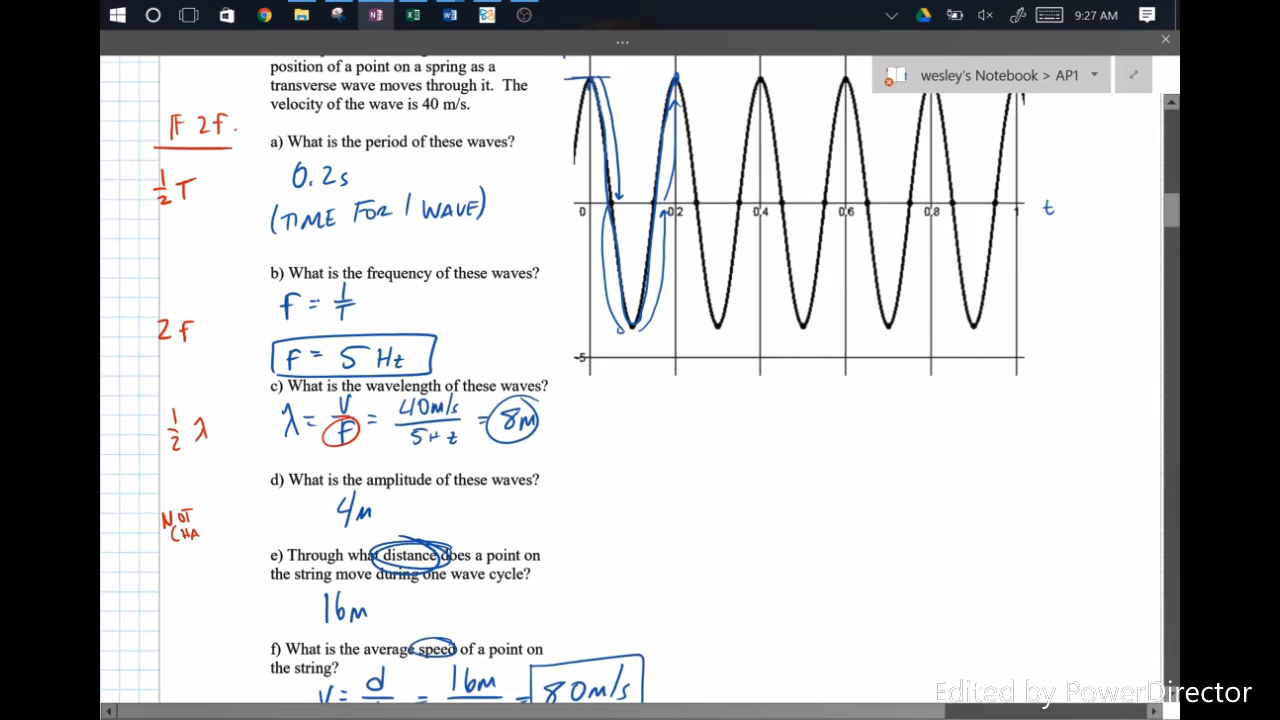 9:27 AM
...
wesley's Notebook > AP1
position of a point on a spring as a
transverse wave moves through it. The
velocity of the wave is 40 m/s.
IF 2f.
a) What is the period of these waves?
1/2 T
0.2s
(TIME FOR 1 WAVE)
b) What is the frequency of these waves?
f = 1/T
2f
f = 5 Hz
c) What is the wavelength of these waves?
1/2 λ
λ = v/f = 40m/s / 5Hz = 8m
d) What is the amplitude of these waves?
4m
NOT
CHA
e) Through what distance does a point on
the string move during one wave cycle?
16m
f) What is the average speed of a point on
the string?
v = d = 16m = 80m/s
0 0.2 0.4 0.6 0.8 1 t
-5
Edited by PowerDirector